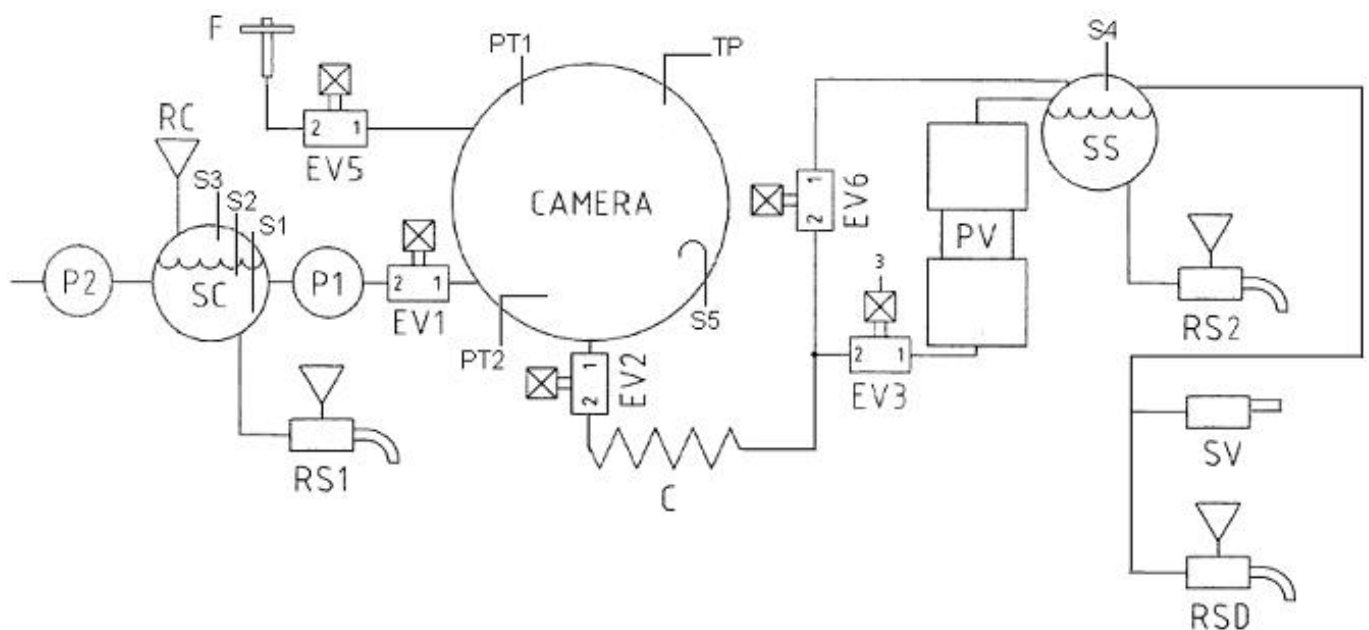 F
PT1
TP
S4
2 1
RC
EV5
SS
S3
S2
S1
CAMERA
1
2
EV6
PV
P2
SC
P1
2 1
EV1
3
S5
RS2
PT2
1
2
EV2
2 1
EV3
RS1
C
SV
RSD